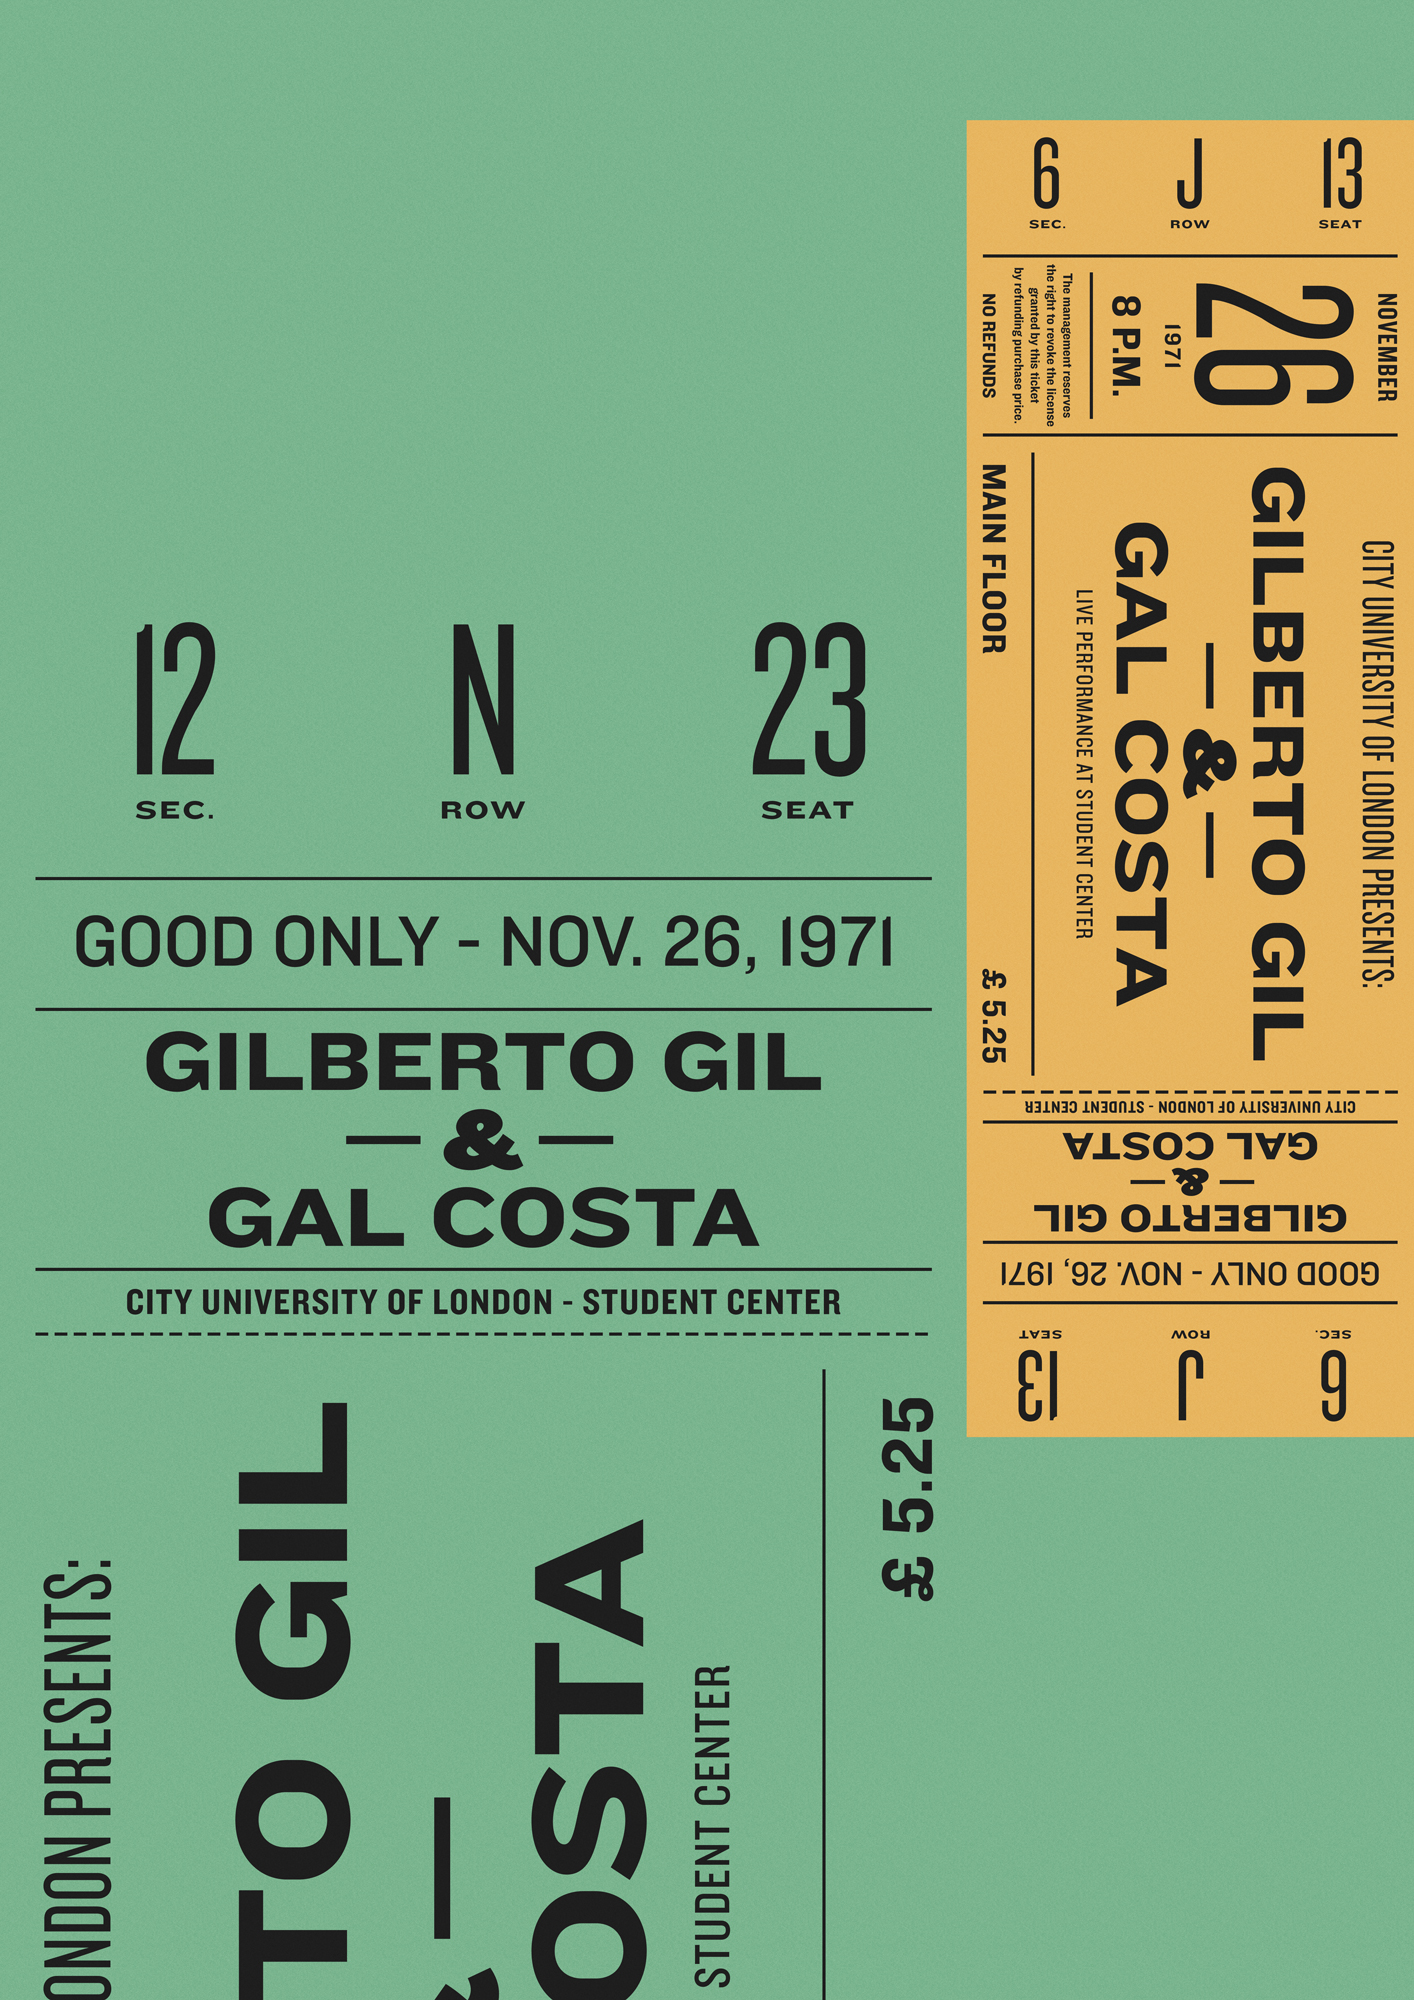 12 N 23
SEC. ROW SEAT
GOOD ONLY - NOV. 26, 1971
GILBERTO GIL
&
GAL COSTA
CITY UNIVERSITY OF LONDON - STUDENT CENTER
PRESENTS:
GIL
STUDENT CENTER
£ 5.25
6 J 13
SEC. ROW SEAT
NOVEMBER
26
1971
8 P.M.
The management reserves
the right to revoke the license
granted by this ticket
by refunding purchase price.
NO REFUNDS
CITY UNIVERSITY OF LONDON PRESENTS:
GILBERTO GIL
&
GAL COSTA
LIVE PERFORMANCE AT STUDENT CENTER
MAIN FLOOR £ 5.25
6 J 13
SEC. ROW SEAT
GOOD ONLY - NOV. 26, 1971
GILBERTO GIL
&
GAL COSTA
CITY UNIVERSITY OF LONDON - STUDENT CENTER